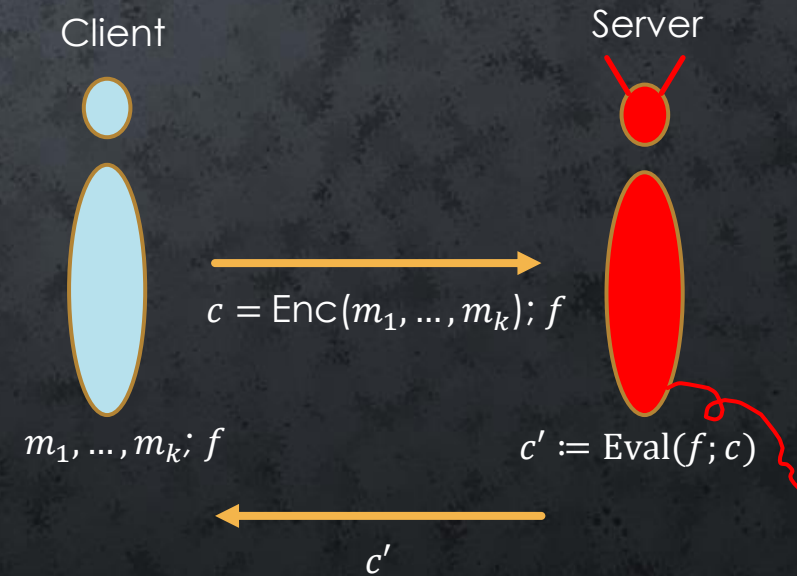 Client
Server
c = Enc(m₁, …, mₖ); f
m₁, …, mₖ; f
c′ ≔ Eval(f; c)
c′